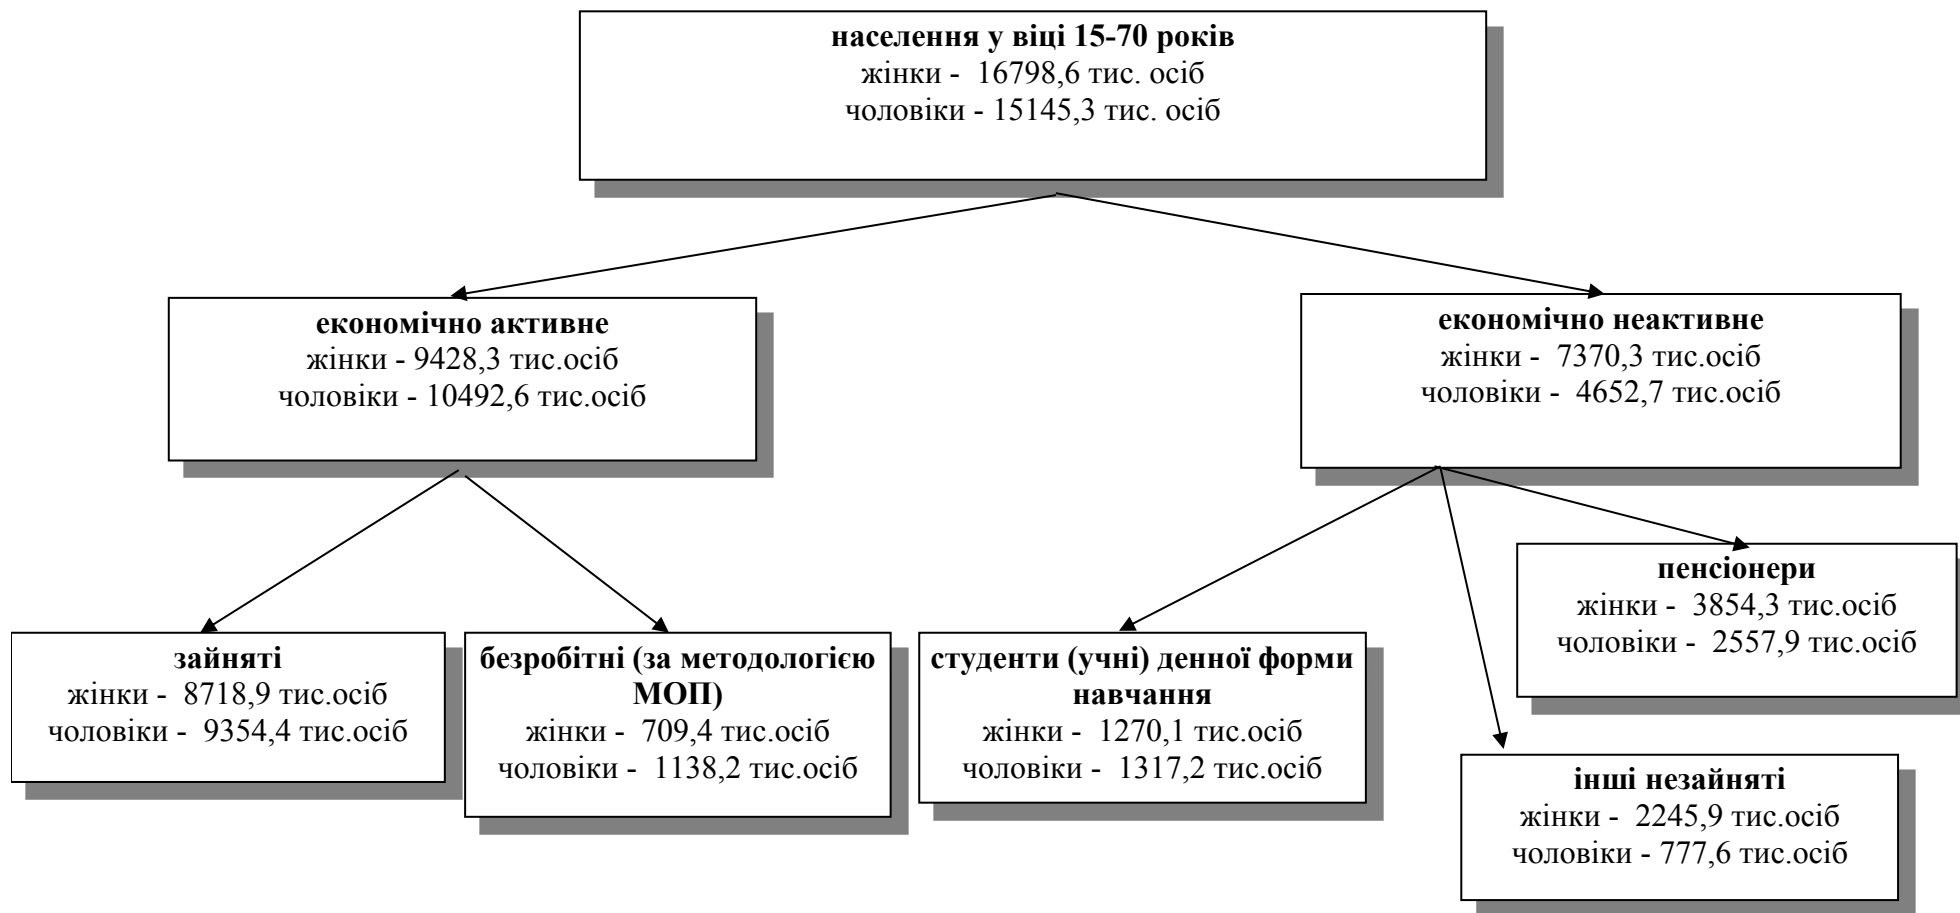 населення у віці 15-70 років
жінки - 16798,6 тис. осіб
чоловіки - 15145,3 тис. осіб
економічно активне
жінки - 9428,3 тис.осіб
чоловіки - 10492,6 тис.осіб
економічно неактивне
жінки - 7370,3 тис.осіб
чоловіки - 4652,7 тис.осіб
зайняті
жінки - 8718,9 тис.осіб
чоловіки - 9354,4 тис.осіб
безробітні (за методологією
МОП)
жінки - 709,4 тис.осіб
чоловіки - 1138,2 тис.осіб
студенти (учні) денної форми
навчання
жінки - 1270,1 тис.осіб
чоловіки - 1317,2 тис.осіб
пенсіонери
жінки - 3854,3 тис.осіб
чоловіки - 2557,9 тис.осіб
інші незайняті
жінки - 2245,9 тис.осіб
чоловіки - 777,6 тис.осіб